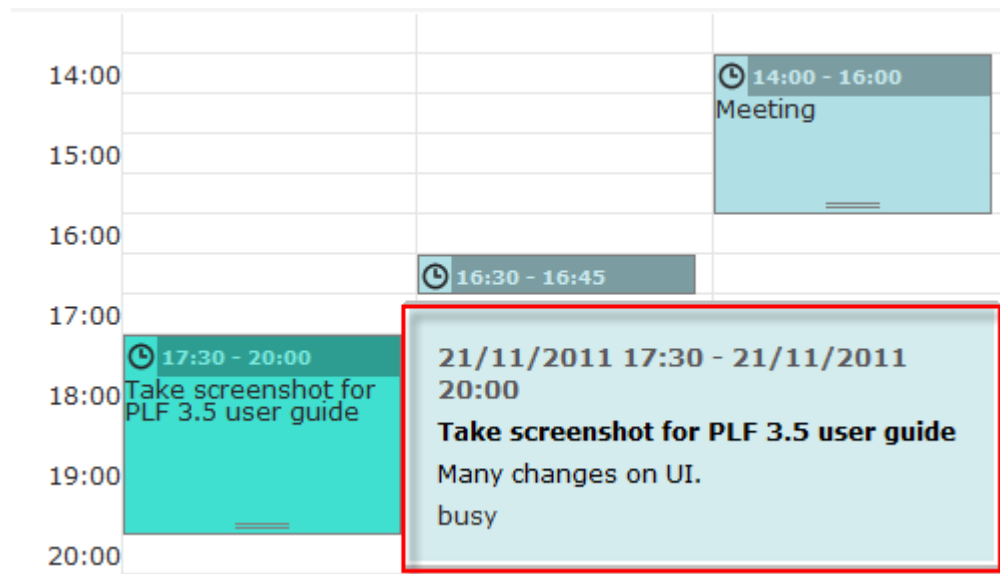 14:00
14:00 - 16:00
Meeting
15:00
16:00
16:30 - 16:45
17:00
17:30 - 20:00
Take screenshot for
PLF 3.5 user guide
18:00
19:00
20:00
21/11/2011 17:30 - 21/11/2011
20:00
Take screenshot for PLF 3.5 user guide
Many changes on UI.
busy